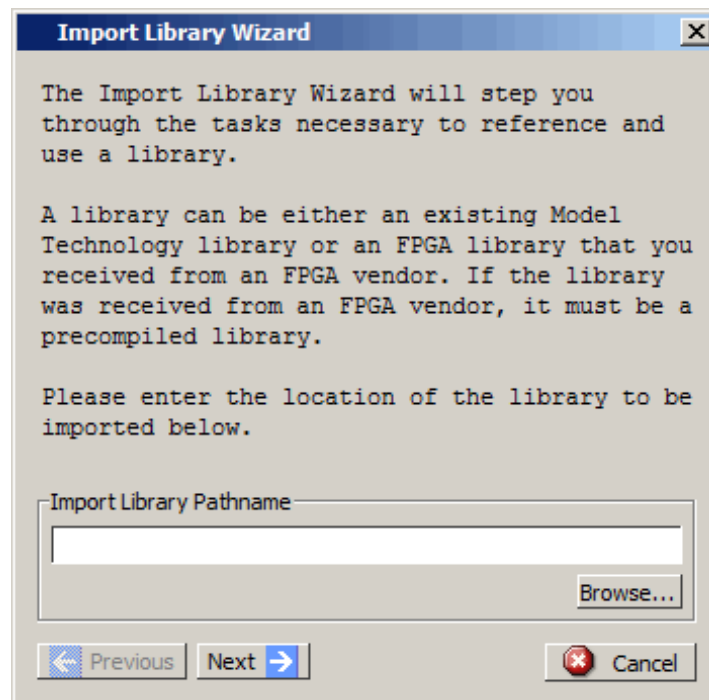 Import Library Wizard
The Import Library Wizard will step you
through the tasks necessary to reference and
use a library.
A library can be either an existing Model
Technology library or an FPGA library that you
received from an FPGA vendor. If the library
was received from an FPGA vendor, it must be a
precompiled library.
Please enter the location of the library to be
imported below.
Import Library Pathname
Browse...
Previous Next Cancel